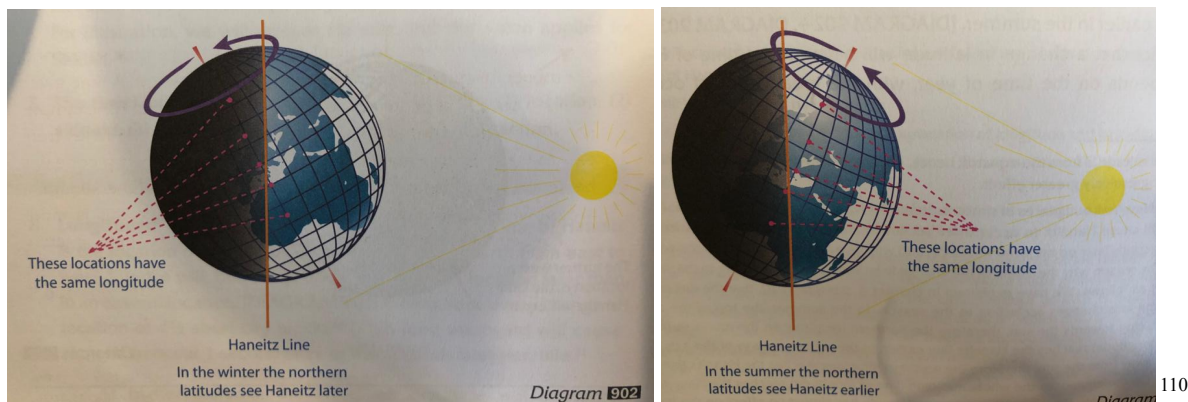 These locations have
the same longitude
Haneitz Line
In the winter the northern
latitudes see Haneitz later
Diagram 902
These locations have
the same longitude
Haneitz Line
In the summer the northern
latitudes see Haneitz earlier
Diagram
110